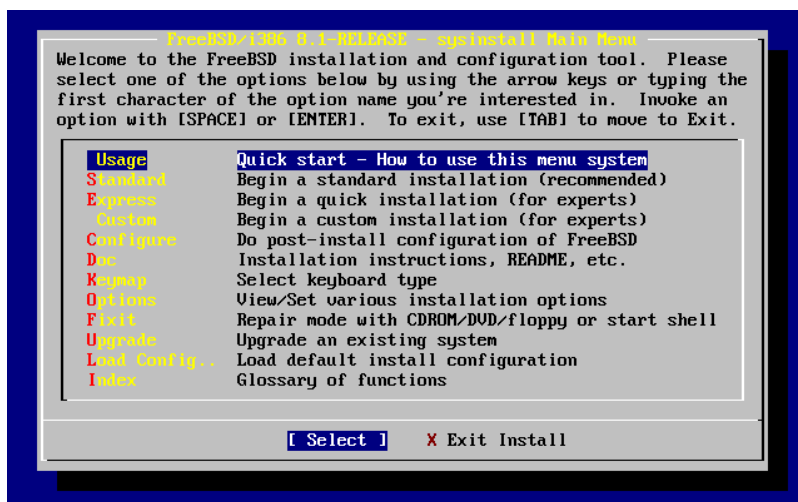 FreeBSD/i386 8.1-RELEASE - sysinstall Main Menu
Welcome to the FreeBSD installation and configuration tool.  Please
select one of the options below by using the arrow keys or typing the
first character of the option name you're interested in.  Invoke an
option with [SPACE] or [ENTER].  To exit, use [TAB] to move to Exit.
Usage Quick start - How to use this menu system
Standard Begin a standard installation (recommended)
Express Begin a quick installation (for experts)
Custom Begin a custom installation (for experts)
Configure Do post-install configuration of FreeBSD
Doc Installation instructions, README, etc.
Keymap Select keyboard type
Options View/Set various installation options
Fixit Repair mode with CDROM/DVD/floppy or start shell
Upgrade Upgrade an existing system
Load Config.. Load default install configuration
Index Glossary of functions
[ Select ] X Exit Install